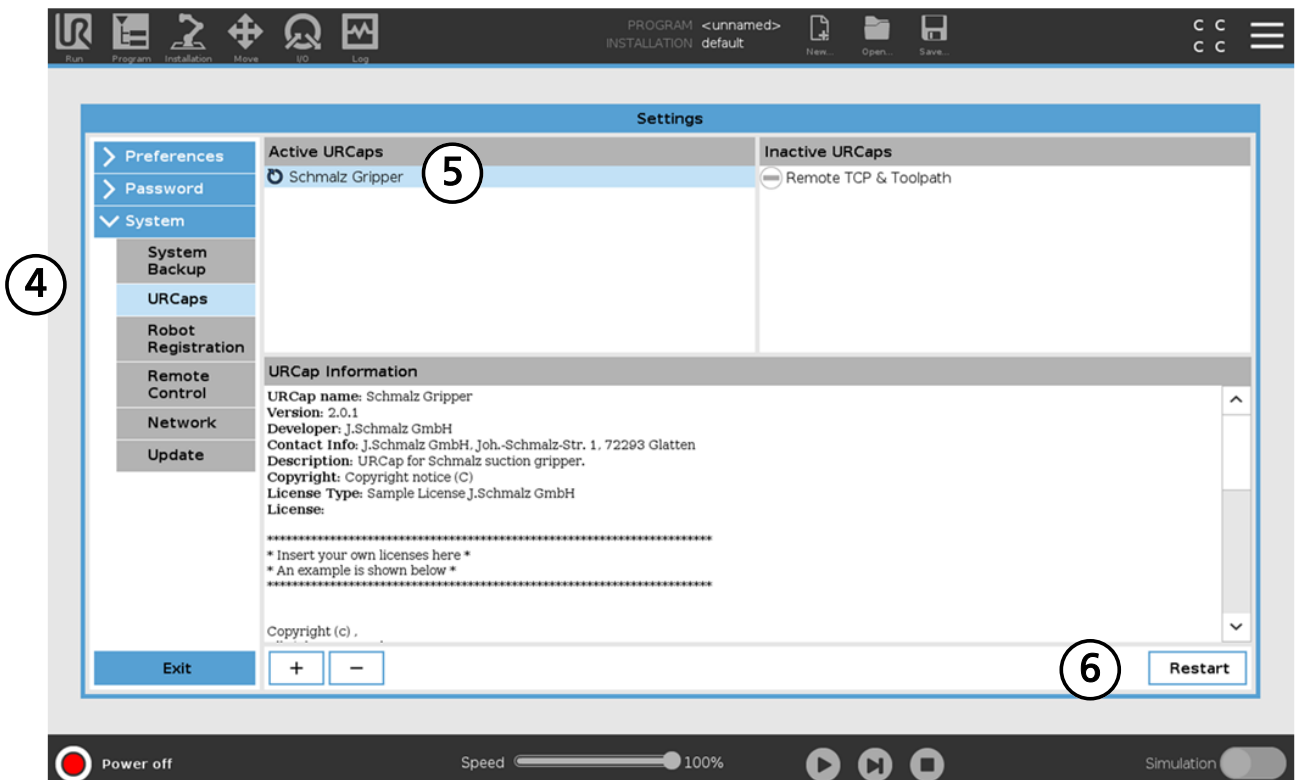 PROGRAM <unnamed>
INSTALLATION default
C C
C C
Run Program Installation Move I/O Log New... Open... Save...
Settings
Preferences
Password
System
System
Backup
URCaps
Robot
Registration
Remote
Control
Network
Update
Exit
4
Active URCaps
Schmalz Gripper
5
Inactive URCaps
Remote TCP & Toolpath
URCap Information
URCap name: Schmalz Gripper
Version: 2.0.1
Developer: J.Schmalz GmbH
Contact Info: J.Schmalz GmbH, Joh.-Schmalz-Str. 1, 72293 Glatten
Description: URCap for Schmalz suction gripper.
Copyright: Copyright notice (C)
License Type: Sample License J.Schmalz GmbH
License:
***********************************************************************
* Insert your own licenses here *
* An example is shown below *
***********************************************************************
Copyright (c) ,
+ −
6
Restart
Power off
Speed 100%
Simulation